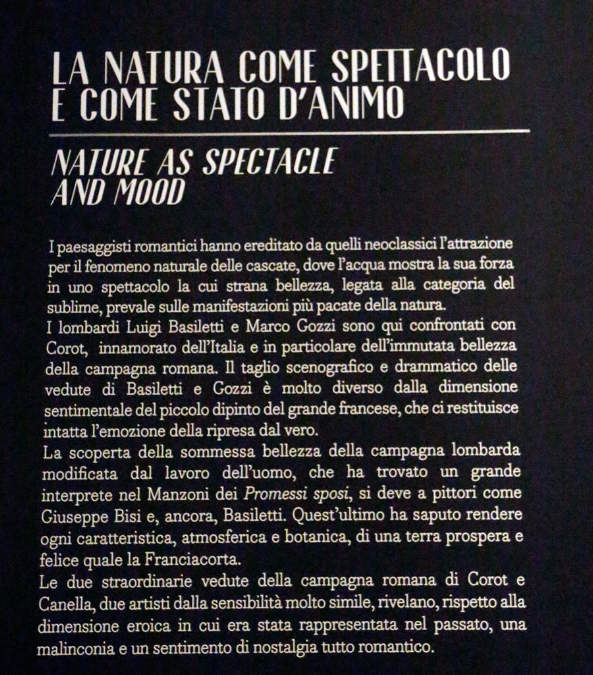 LA NATURA COME SPETTACOLO
E COME STATO D'ANIMO
NATURE AS SPECTACLE
AND MOOD
I paesaggisti romantici hanno ereditato da quelli neoclassici l'attrazione
per il fenomeno naturale delle cascate, dove l'acqua mostra la sua forza
in uno spettacolo la cui strana bellezza, legata alla categoria del
sublime, prevale sulle manifestazioni più pacate della natura.
I lombardi Luigi Basiletti e Marco Gozzi sono qui confrontati con
Corot, innamorato dell'Italia e in particolare dell'immutata bellezza
della campagna romana. Il taglio scenografico e drammatico delle
vedute di Basiletti e Gozzi è molto diverso dalla dimensione
sentimentale del piccolo dipinto del grande francese, che ci restituisce
intatta l'emozione della ripresa dal vero.
La scoperta della sommessa bellezza della campagna lombarda
modificata dal lavoro dell'uomo, che ha trovato un grande
interprete nel Manzoni dei Promessi sposi, si deve a pittori come
Giuseppe Bisi e, ancora, Basiletti. Quest'ultimo ha saputo rendere
ogni caratteristica, atmosferica e botanica, di una terra prospera e
felice quale la Franciacorta.
Le due straordinarie vedute della campagna romana di Corot e
Canella, due artisti dalla sensibilità molto simile, rivelano, rispetto alla
dimensione eroica in cui era stata rappresentata nel passato, una
malinconia e un sentimento di nostalgia tutto romantico.